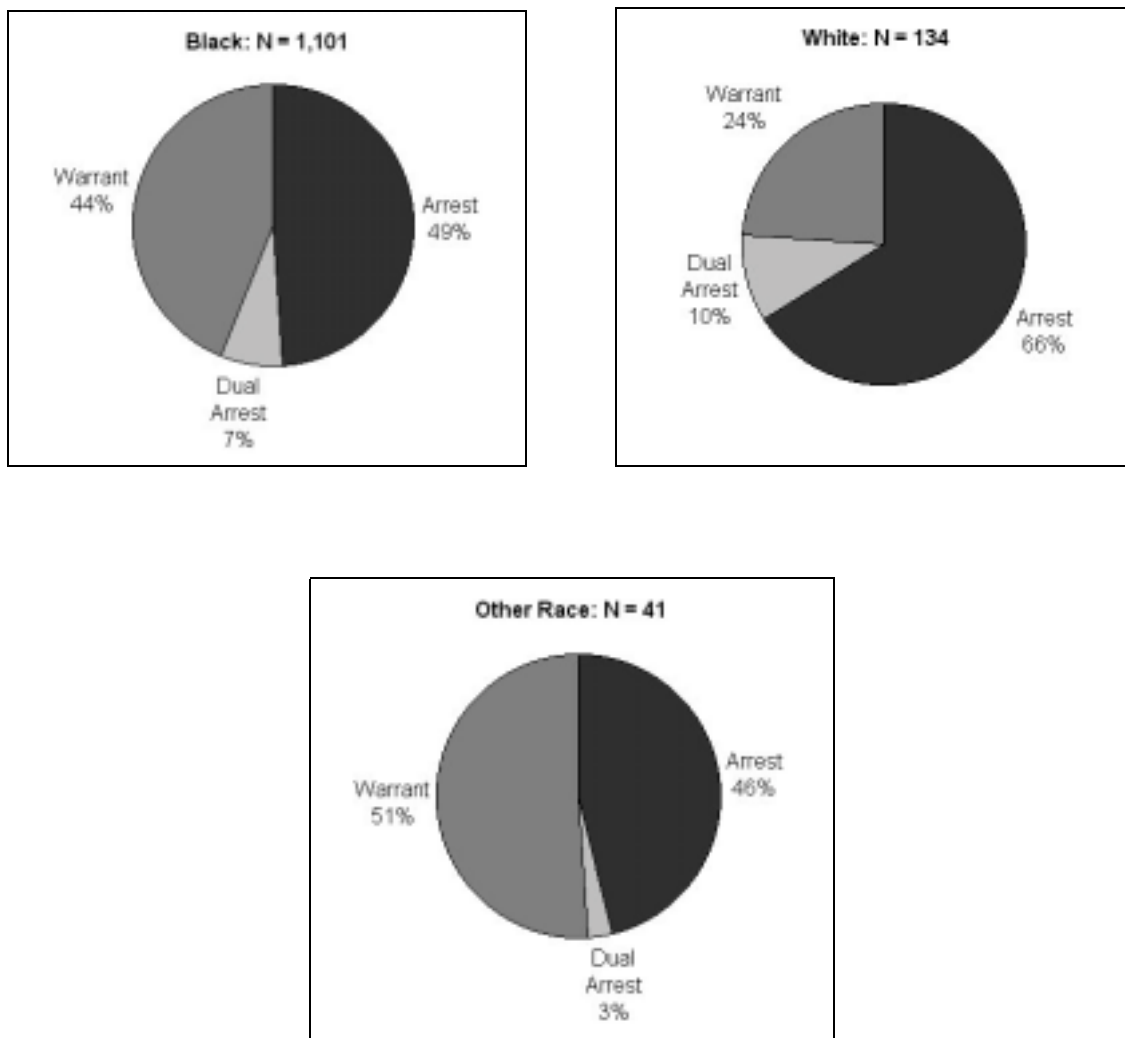 Black: N = 1,101
Warrant
44%
Arrest
49%
Dual
Arrest
7%
White: N = 134
Warrant
24%
Dual
Arrest
10%
Arrest
66%
Other Race: N = 41
Warrant
51%
Arrest
46%
Dual
Arrest
3%